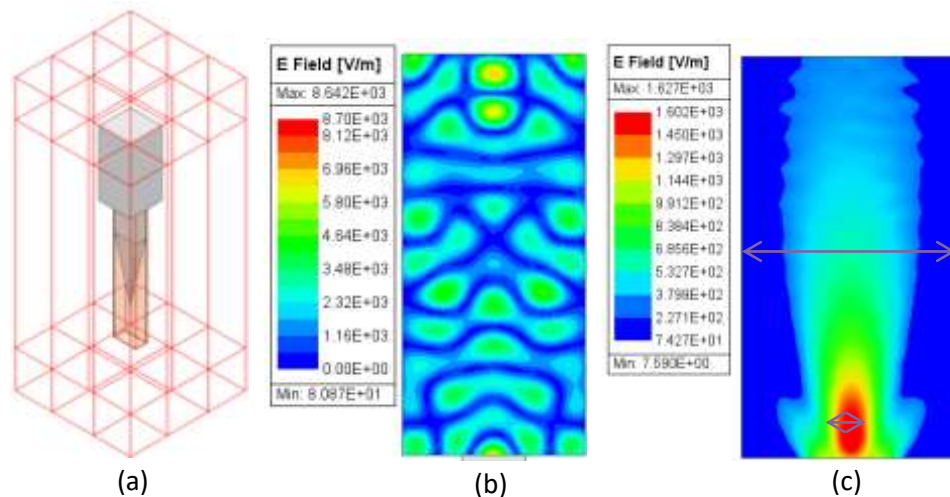 E Field [V/m]
Max: 8.642E+03
8.70E+03
8.12E+03
6.96E+03
5.80E+03
4.64E+03
3.48E+03
2.32E+03
1.16E+03
0.00E+00
Min: 8.087E+01
E Field [V/m]
Max: 1.627E+03
1.602E+03
1.450E+03
1.297E+03
1.144E+03
9.912E+02
8.384E+02
6.856E+02
5.327E+02
3.799E+02
2.271E+02
7.427E+01
Min: 7.590E+00
(a)
(b)
(c)